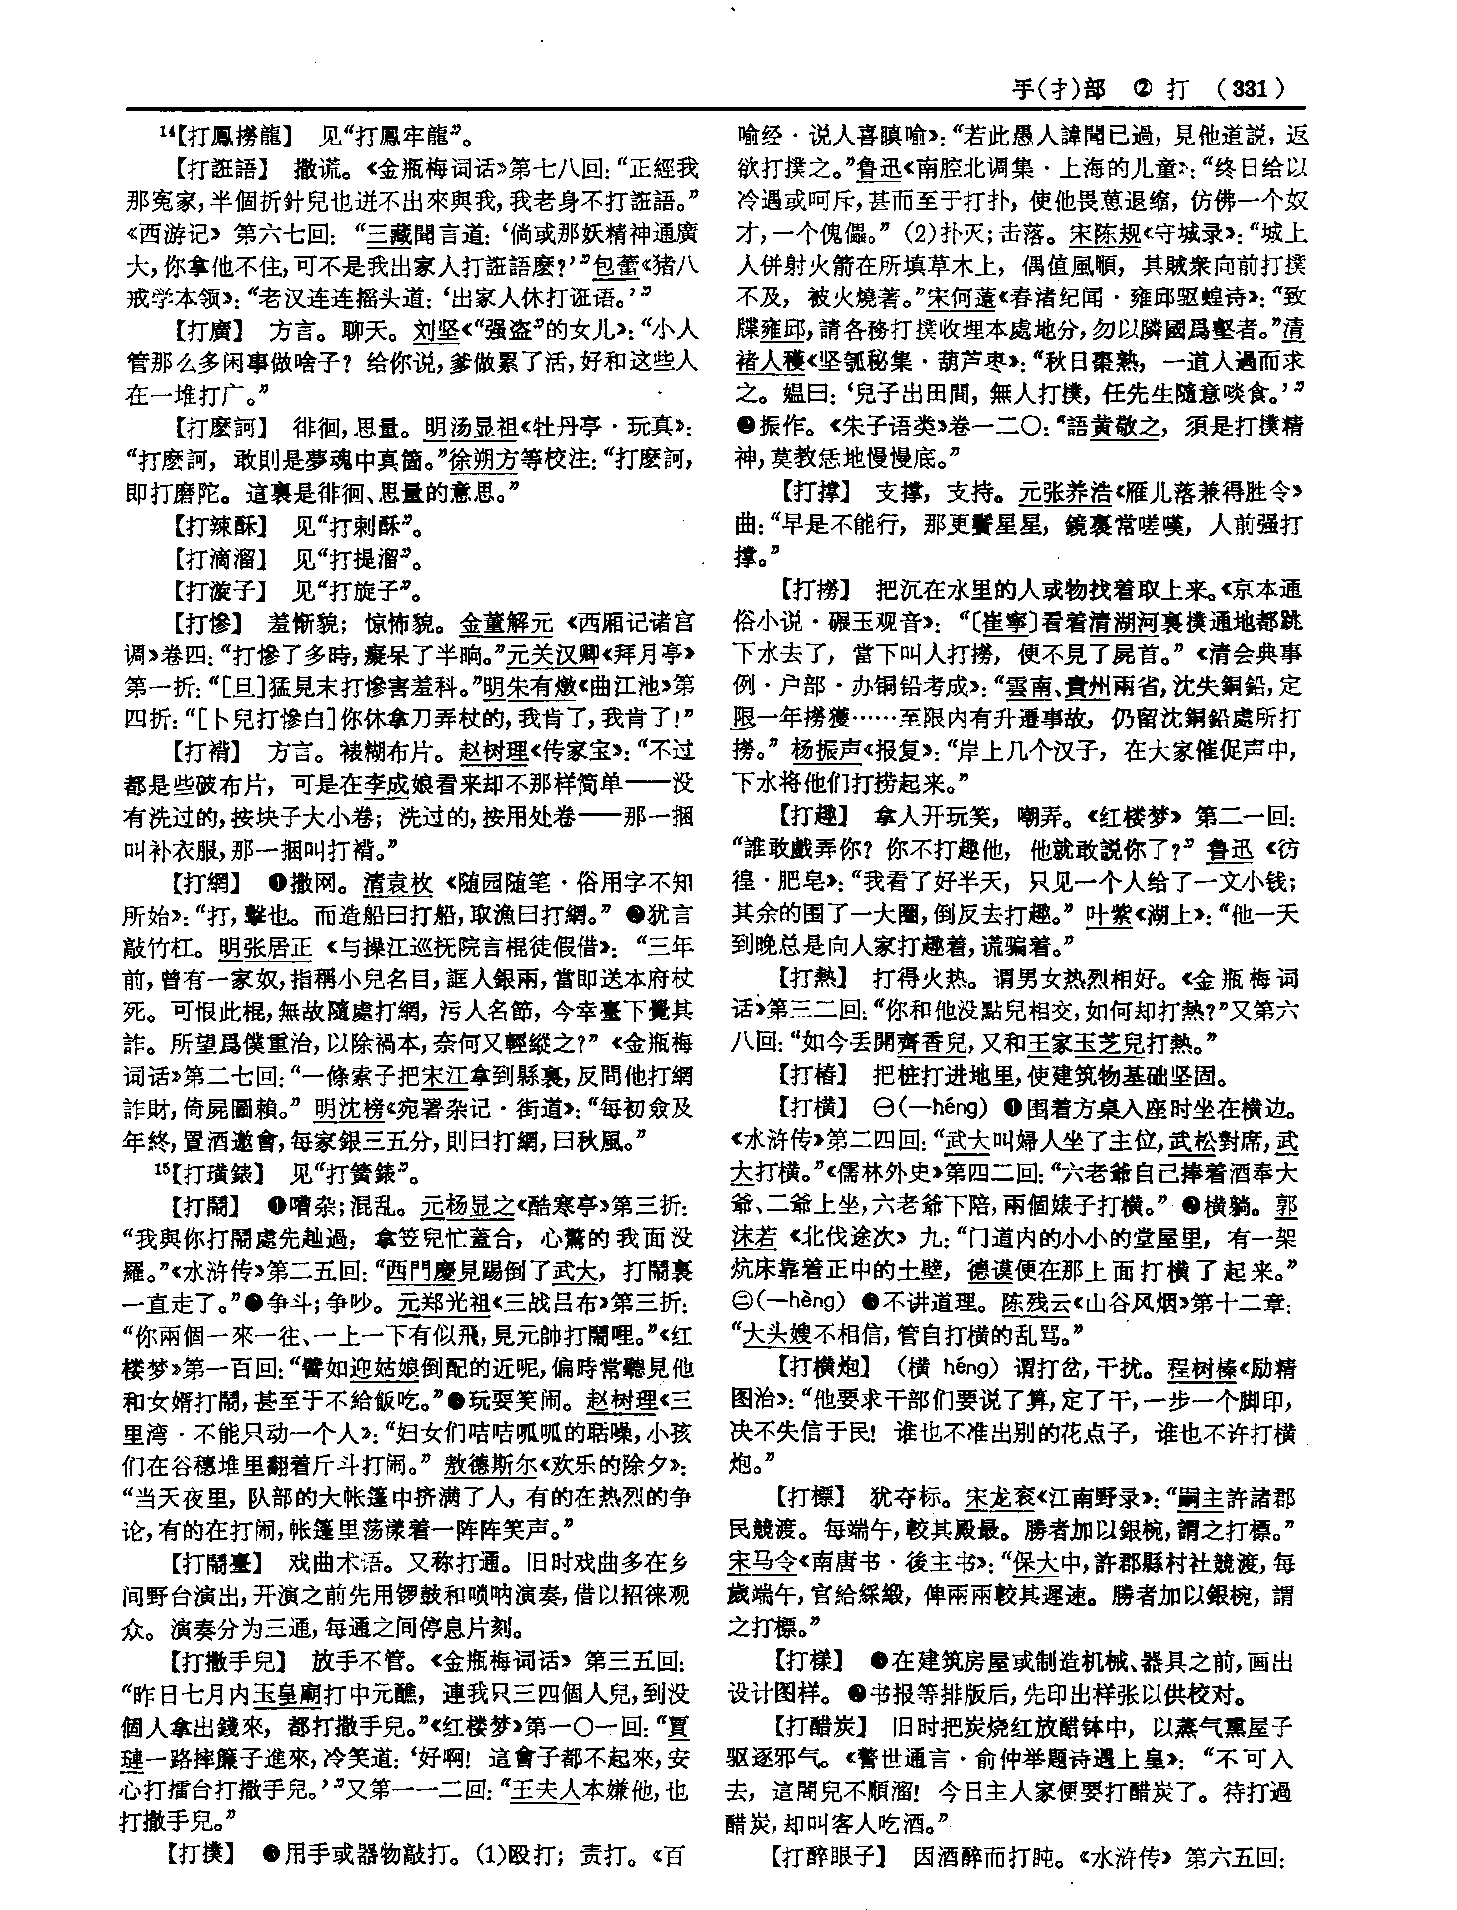 手(扌)部 ② 打 (331)
14【打鳳撈龍】 见“打鳳牢龍”。
【打誑語】 撒谎。《金瓶梅词话》第七八回：“正經我
那冤家，半個折針兒也迸不出來與我，我老身不打誑語。”
《西游记》第六七回：“三藏聞言道：‘倘或那妖精神通廣
大，你拿他不住，可不是我出家人打誑語麽？’”包蕾《猪八
戒学本领》：“老汉连连摇头道：‘出家人休打诳语。’”
【打廣】 方言。聊天。刘坚《“强盗”的女儿》：“小人
管那么多闲事做啥子？给你说，爹做累了活，好和这些人
在一堆打广。”
【打麽訶】 徘徊，思量。明汤显祖《牡丹亭·玩真》：
“打麽訶，敢則是夢魂中真箇。”徐朔方等校注：“打麽訶，
即打磨陀。這裏是徘徊、思量的意思。”
【打辣酥】 见“打剌酥”。
【打滴溜】 见“打提溜”。
【打漩子】 见“打旋子”。
【打慘】 羞惭貌；惊怖貌。金董解元《西厢记诸宫
调》卷四：“打慘了多時，癡呆了半晌。”元关汉卿《拜月亭》
第一折：“[旦]猛見末打慘害羞科。”明朱有燉《曲江池》第
四折：“[卜兒打慘白]你休拿刀弄杖的，我肯了，我肯了！”
【打褙】 方言。裱糊布片。赵树理《传家宝》：“不过
都是些破布片，可是在李成娘看来却不那样简单——没
有洗过的，按块子大小卷；洗过的，按用处卷——那一捆
叫补衣服，那一捆叫打褙。”
【打網】 ❶撒网。清袁枚《随园随笔·俗用字不知
所始》：“打，擊也。而造船曰打船，取漁曰打網。”❷犹言
敲竹杠。明张居正《与操江巡抚院言棍徒假借》：“三年
前，曾有一家奴，指稱小兒名目，誆人銀兩，當即送本府杖
死。可恨此棍，無故隨處打網，污人名節，今幸臺下覺其
詐。所望爲僕重治，以除禍本，奈何又輕縱之？”《金瓶梅
词话》第二七回：“一條索子把宋江拿到縣裏，反問他打網
詐財，倚屍圖賴。”明沈榜《宛署杂记·街道》：“每初僉及
年終，置酒邀會，每家銀三五分，則曰打網，曰秋風。”
15【打璜錶】 见“打簧錶”。
【打鬧】 ❶嘈杂；混乱。元杨显之《酷寒亭》第三折：
“我與你打鬧處先趂過，拿笠兒忙蓋合，心驚的我面没
羅。”《水浒传》第二五回：“西門慶見踢倒了武大，打鬧裏
一直走了。”❷争斗；争吵。元郑光祖《三战吕布》第三折：
“你兩個一來一往、一上一下有似飛，見元帥打鬧哩。”《红
楼梦》第一百回：“譬如迎姑娘倒配的近呢，偏時常聽見他
和女婿打鬧，甚至于不給飯吃。”❸玩耍笑闹。赵树理《三
里湾·不能只动一个人》：“妇女们咭咭呱呱的聒噪，小孩
们在谷穗堆里翻着斤斗打闹。”敖德斯尔《欢乐的除夕》：
“当天夜里，队部的大帐篷中挤满了人，有的在热烈的争
论，有的在打闹，帐篷里荡漾着一阵阵笑声。”
【打鬧臺】 戏曲术语。又称打通。旧时戏曲多在乡
间野台演出，开演之前先用锣鼓和唢呐演奏，借以招徕观
众。演奏分为三通，每通之间停息片刻。
【打撒手兒】 放手不管。《金瓶梅词话》第三五回：
“昨日七月内玉皇廟打中元醮，連我只三四個人兒，到没
個人拿出錢來，都打撒手兒。”《红楼梦》第一〇一回：“賈
璉一路摔簾子進來，冷笑道：‘好啊！這會子都不起來，安
心打擂台打撒手兒。’”又第一一二回：“王夫人本嫌他，也
打撒手兒。”
【打撲】 ❶用手或器物敲打。(1)殴打；责打。《百
喻经·说人喜瞋喻》：“若此愚人諱聞已過，見他道説，返
欲打撲之。”鲁迅《南腔北调集·上海的儿童》：“终日给以
冷遇或呵斥，甚而至于打扑，使他畏葸退缩，仿佛一个奴
才，一个傀儡。”(2)扑灭；击落。宋陈规《守城录》：“城上
人併射火箭在所填草木上，偶值風順，其賊衆向前打撲
不及，被火燒著。”宋何薳《春渚纪闻·雍邱驱蝗诗》：“致
牒雍邱，請各務打撲收埋本處地分，勿以隣國爲壑者。”清
褚人穫《坚瓠秘集·葫芦枣》：“秋日棗熟，一道人過而求
之。媪曰：‘兒子出田間，無人打撲，任先生隨意啖食。’”
❷振作。《朱子语类》卷一二〇：“語黄敬之，須是打撲精
神，莫教恁地慢慢底。”
【打撑】 支撑，支持。元张养浩《雁儿落兼得胜令》
曲：“早是不能行，那更鬢星星，鏡裏常嗟嘆，人前强打
撑。”
【打撈】 把沉在水里的人或物找着取上来。《京本通
俗小说·碾玉观音》：“〔崔寧〕看着清湖河裏撲通地都跳
下水去了，當下叫人打撈，便不見了屍首。”《清会典事
例·户部·办铜铅考成》：“雲南、貴州兩省，沈失銅鉛，定
限一年撈獲……至限内有升遷事故，仍留沈銅鉛處所打
撈。”杨振声《报复》：“岸上几个汉子，在大家催促声中，
下水将他们打捞起来。”
【打趣】 拿人开玩笑，嘲弄。《红楼梦》第二一回：
“誰敢戲弄你？你不打趣他，他就敢説你了？”鲁迅《彷
徨·肥皂》：“我看了好半天，只见一个人给了一文小钱；
其余的围了一大圈，倒反去打趣。”叶紫《湖上》：“他一天
到晚总是向人家打趣着，谎骗着。”
【打熱】 打得火热。谓男女热烈相好。《金瓶梅词
话》第三二回：“你和他没點兒相交，如何却打熱？”又第六
八回：“如今丢開齊香兒，又和王家玉芝兒打熱。”
【打樁】 把桩打进地里，使建筑物基础坚固。
【打横】 ㊀(—héng) ❶围着方桌入座时坐在横边。
《水浒传》第二四回：“武大叫婦人坐了主位，武松對席，武
大打横。”《儒林外史》第四二回：“六老爺自己捧着酒奉大
爺、二爺上坐，六老爺下陪，兩個婊子打横。”❷横躺。郭
沫若《北伐途次》九：“门道内的小小的堂屋里，有一架
炕床靠着正中的土壁，德谟便在那上面打横了起来。”
㊁(—hèng) ❸不讲道理。陈残云《山谷风烟》第十二章：
“大头嫂不相信，管自打横的乱骂。”
【打横炮】 (横 héng) 谓打岔，干扰。程树榛《励精
图治》：“他要求干部们要说了算，定了干，一步一个脚印，
决不失信于民！谁也不准出别的花点子，谁也不许打横
炮。”
【打標】 犹夺标。宋龙衮《江南野录》：“嗣主許諸郡
民競渡。每端午，較其殿最。勝者加以銀椀，謂之打標。”
宋马令《南唐书·後主书》：“保大中，許郡縣村社競渡，每
歲端午，官給綵緞，俾兩兩較其遲速。勝者加以銀椀，謂
之打標。”
【打樣】 ❶在建筑房屋或制造机械、器具之前，画出
设计图样。❷书报等排版后，先印出样张以供校对。
【打醋炭】 旧时把炭烧红放醋钵中，以蒸气熏屋子
驱逐邪气。《警世通言·俞仲举题诗遇上皇》：“不可入
去，這閣兒不順溜！今日主人家便要打醋炭了。待打過
醋炭，却叫客人吃酒。”
【打醉眼子】 因酒醉而打盹。《水浒传》第六五回：